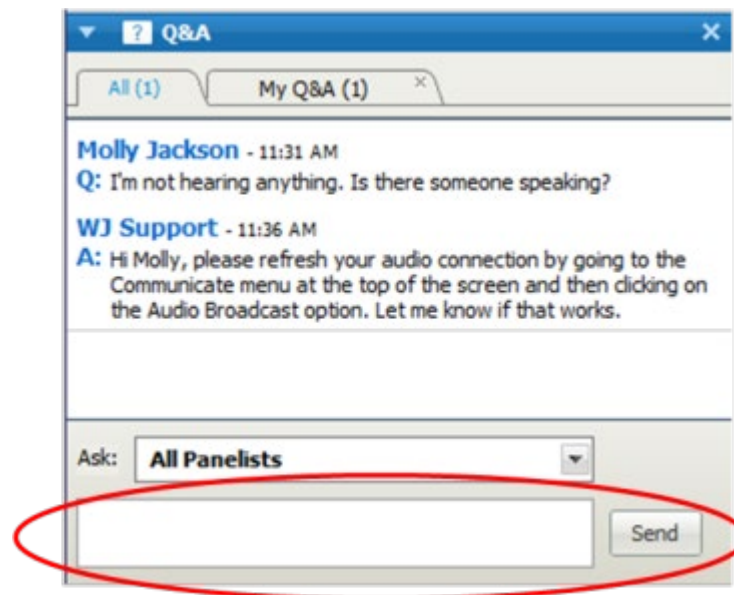 ? Q&A
All (1) My Q&A (1)
Molly Jackson - 11:31 AM
Q: I'm not hearing anything. Is there someone speaking?
WJ Support - 11:36 AM
A: Hi Molly, please refresh your audio connection by going to the
Communicate menu at the top of the screen and then clicking on
the Audio Broadcast option. Let me know if that works.
Ask: All Panelists
Send